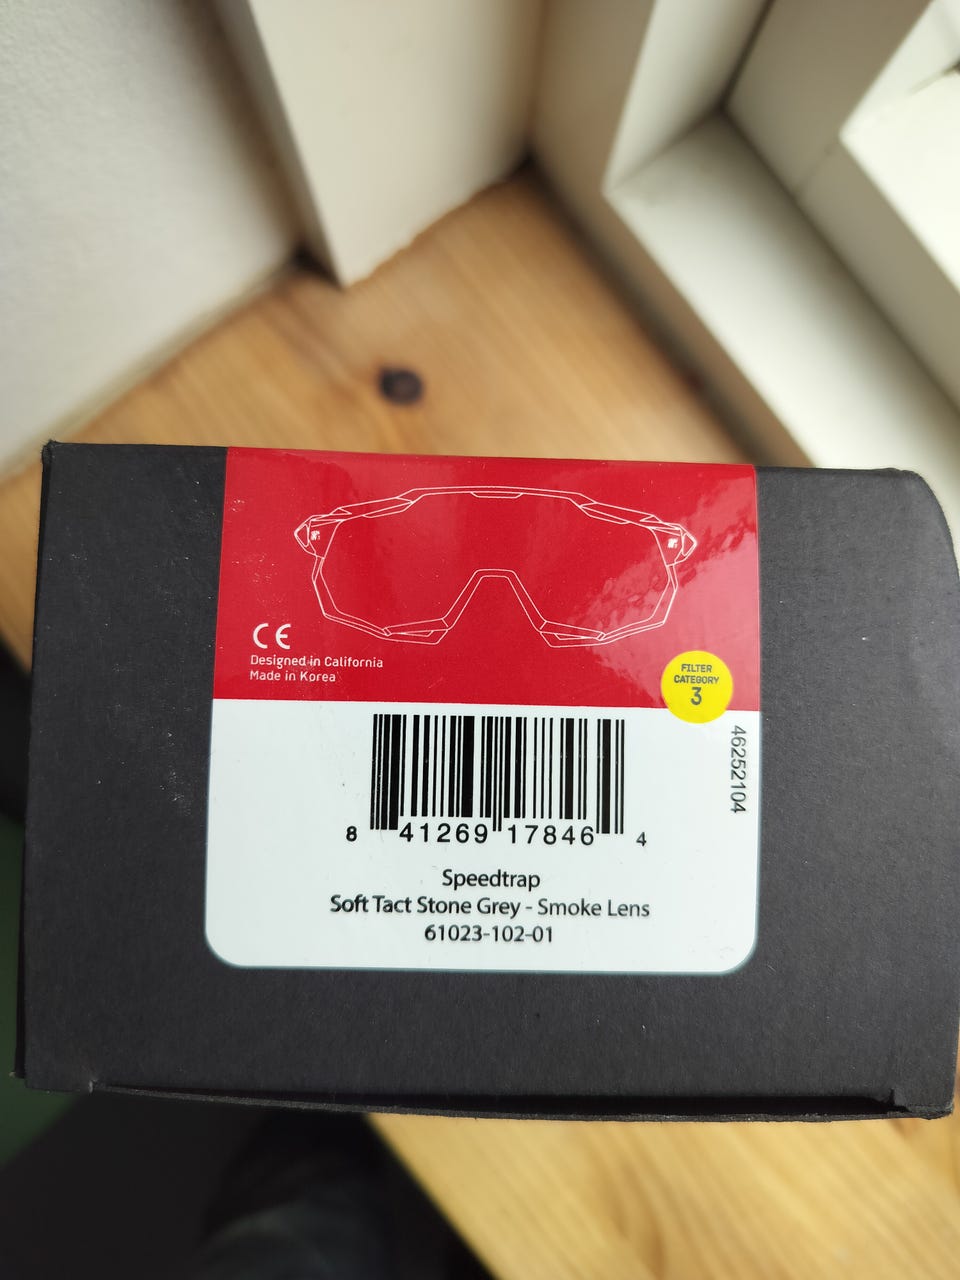 CE
Designed in California
Made in Korea
FILTER
CATEGORY
3
46252104
8 41269 17846 4
Speedtrap
Soft Tact Stone Grey - Smoke Lens
61023-102-01